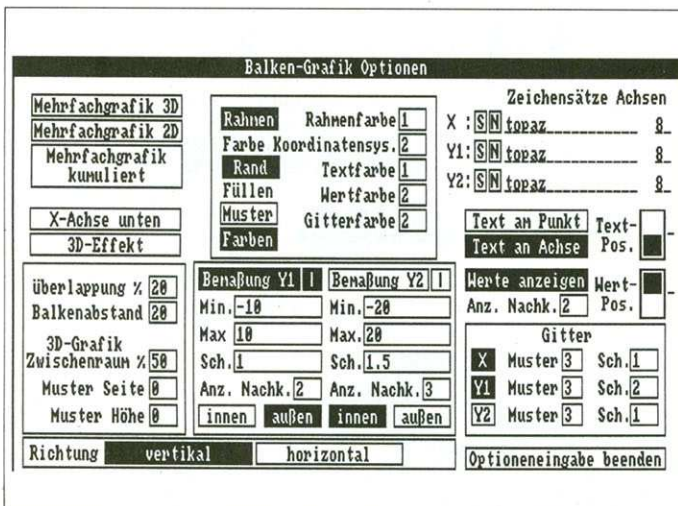 Balken-Grafik Optionen
Mehrfachgrafik 3D
Mehrfachgrafik 2D
Mehrfachgrafik
kumuliert
X-Achse unten
3D-Effekt
Rahmen Rahmenfarbe 1
Farbe Koordinatensys. 2
Rand Textfarbe 1
Füllen Wertfarbe 2
Muster Gitterfarbe 2
Farben
Zeichensätze Achsen
X : S N topaz 8
Y1: S N topaz 8
Y2: S N topaz 8
Text am Punkt
Text an Achse
Text-
Pos.
Werte anzeigen
Anz. Nachk. 2
Wert-
Pos.
überlappung % 20
Balkenabstand 20
3D-Grafik
Zwischenraum % 50
Muster Seite 0
Muster Höhe 0
Bemaßung Y1 I
Min. -10
Max 10
Sch. 1
Anz. Nachk. 2
innen außen
Bemaßung Y2 I
Min. -20
Max. 20
Sch. 1.5
Anz. Nachk. 3
innen außen
Gitter
X Muster 3 Sch. 1
Y1 Muster 3 Sch. 2
Y2 Muster 3 Sch. 1
Richtung vertikal horizontal
Optioneneingabe beenden